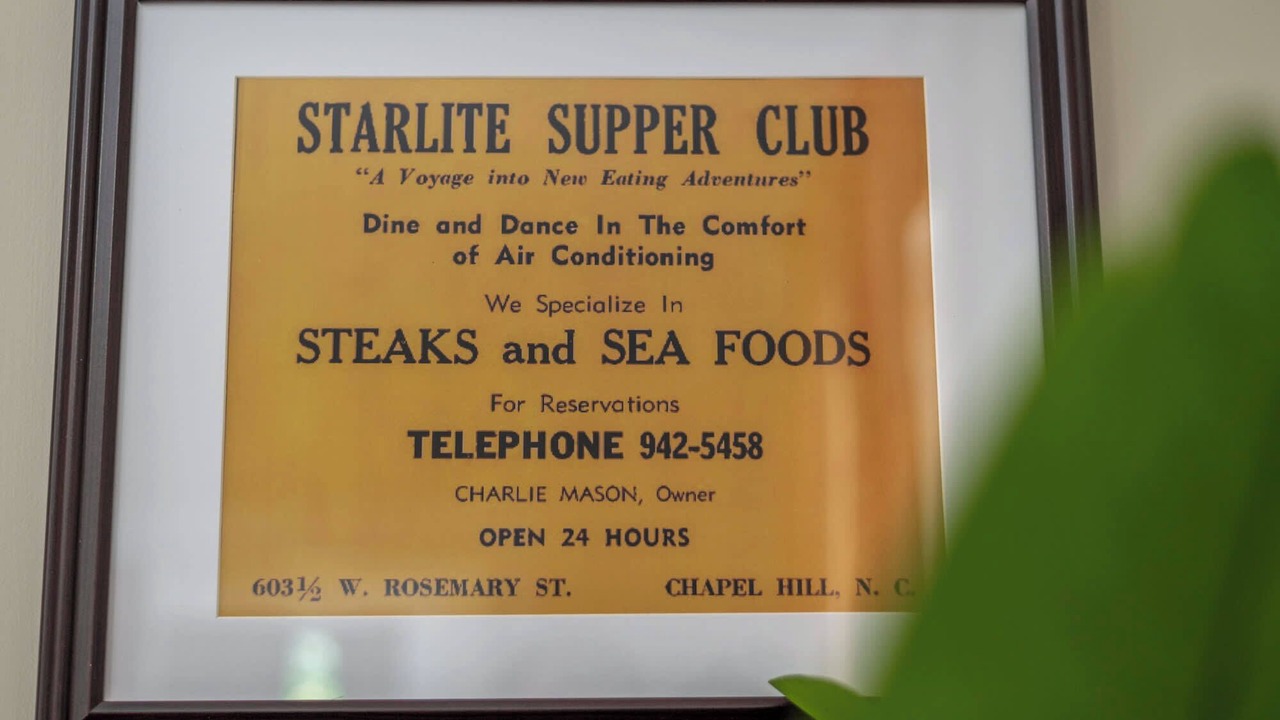 STARLITE SUPPER CLUB
“A Voyage into New Eating Adventures”
Dine and Dance In The Comfort
of Air Conditioning
We Specialize In
STEAKS and SEA FOODS
For Reservations
TELEPHONE 942-5458
CHARLIE MASON, Owner
OPEN 24 HOURS
603½ W. ROSEMARY ST. CHAPEL HILL, N. C.